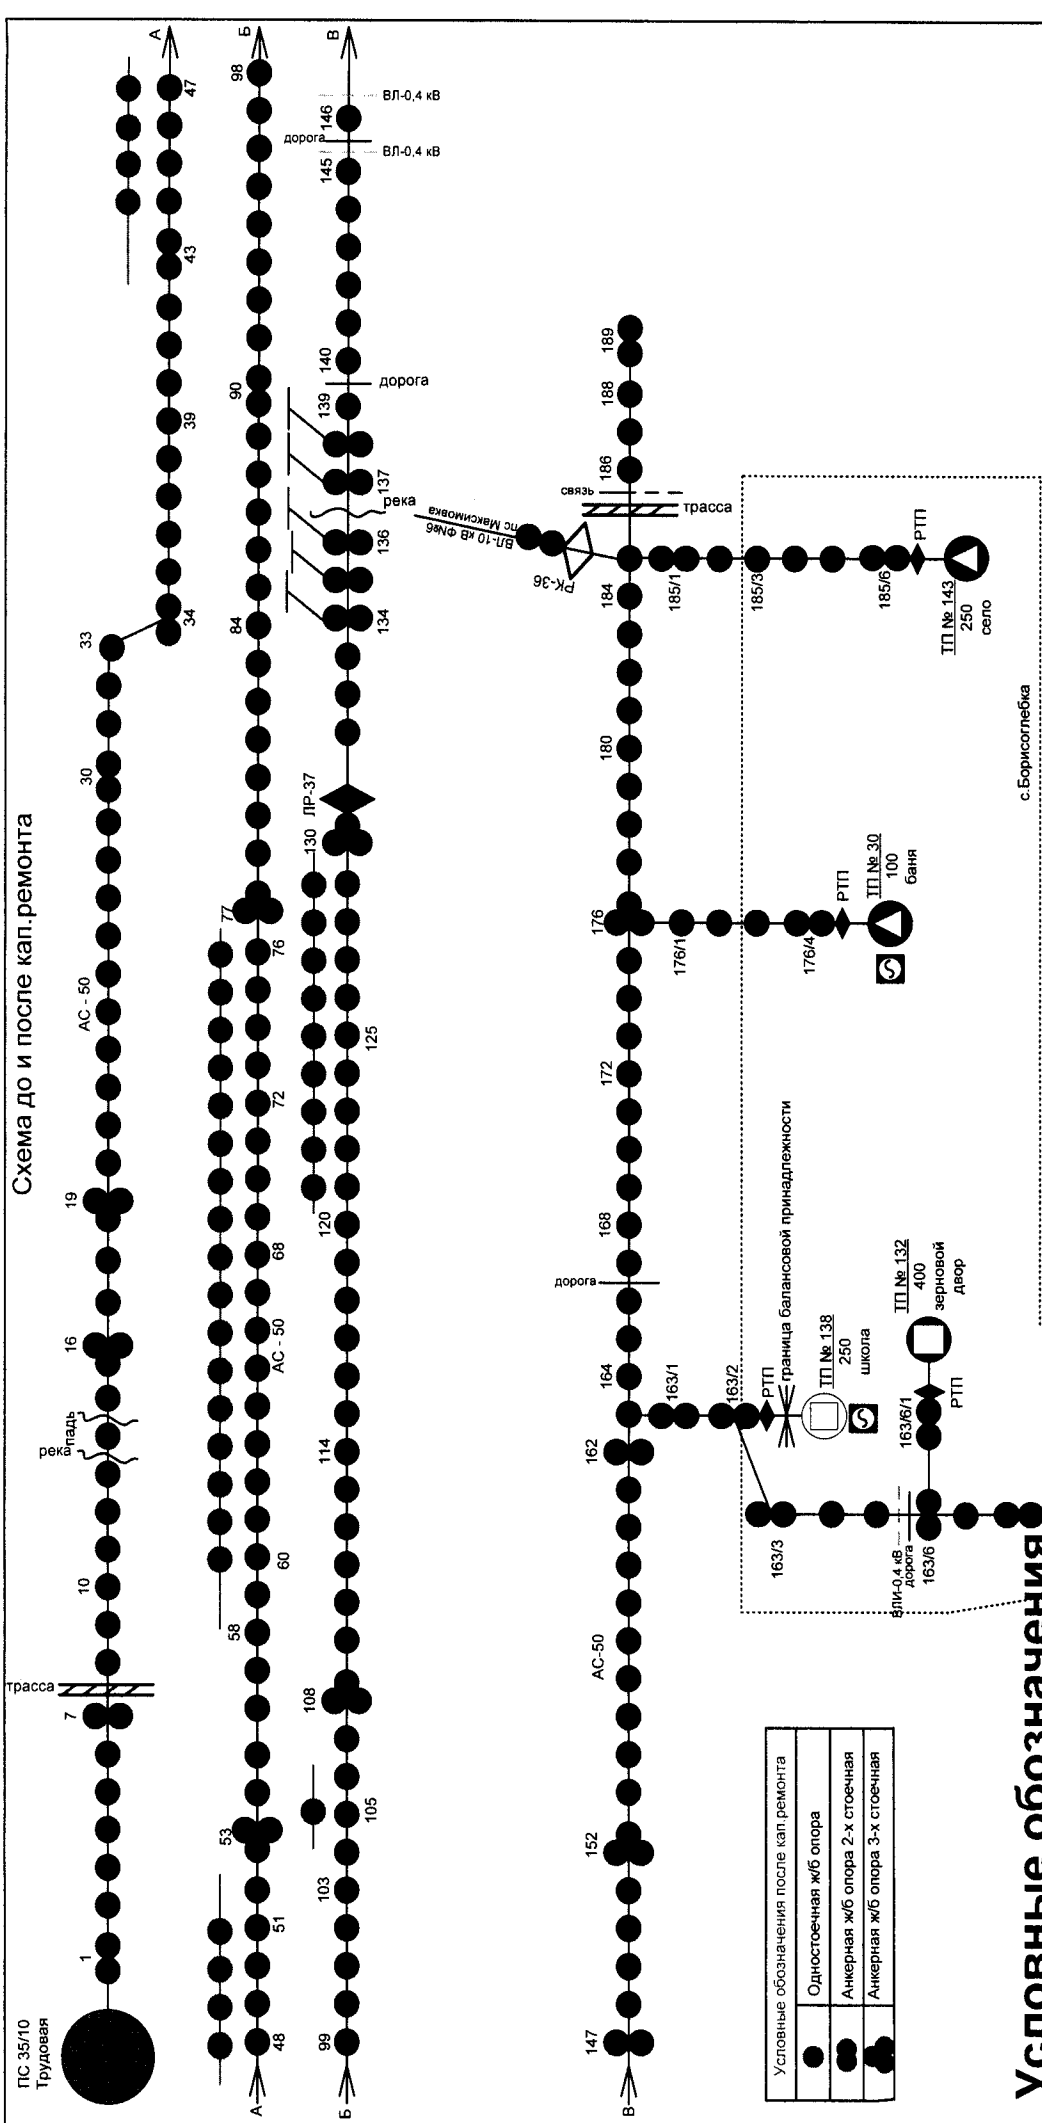 Схема до и после кап.ремонта
ПС 35/10
Трудовая
1
7
трасса
10
река
падь
16
19
АС - 50
30
33
34
39
43
47
А
А
48
51
53
58
60
АС - 50
68
72
76
77
84
90
98
Б
Б
99
103
105
108
114
120
125
130
ЛР-37
134
136
река
137
139
дорога
140
145
ВЛ-0,4 кВ
дорога
146
ВЛ-0,4 кВ
В
В
147
152
АС-50
162
164
дорога
168
172
176
180
184
РК-36
ВЛ-10 кВ ф№6
пс Максимовка
связь
трасса
186
188
189
163/1
163/2
РТП
граница балансовой принадлежности
ТП № 138
250
школа
163/3
ВЛИ-0,4 кВ
дорога
163/6
163/6/1
РТП
ТП № 132
400
зерновой
двор
176/1
176/4
РТП
ТП № 30
100
баня
185/1
185/3
185/6
РТП
ТП № 143
250
село
с.Борисоглебка
Условные обозначения после кап.ремонта
Одностоечная ж/б опора
Анкерная ж/б опора 2-х стоечная
Анкерная ж/б опора 3-х стоечная
Условные обозначения